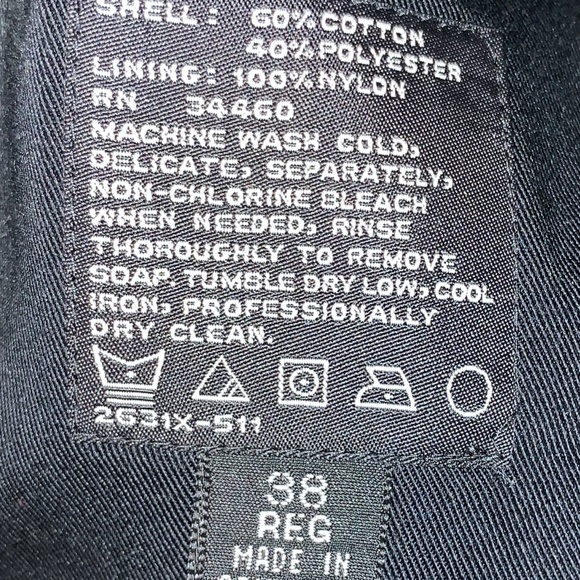 SHELL: 60% COTTON
40% POLYESTER
LINING: 100% NYLON
RN 34460
MACHINE WASH COLD,
DELICATE, SEPARATELY,
NON-CHLORINE BLEACH
WHEN NEEDED, RINSE
THOROUGHLY TO REMOVE
SOAP. TUMBLE DRY LOW, COOL
IRON, PROFESSIONALLY
DRY CLEAN.
2631X-511
38
REG
MADE IN